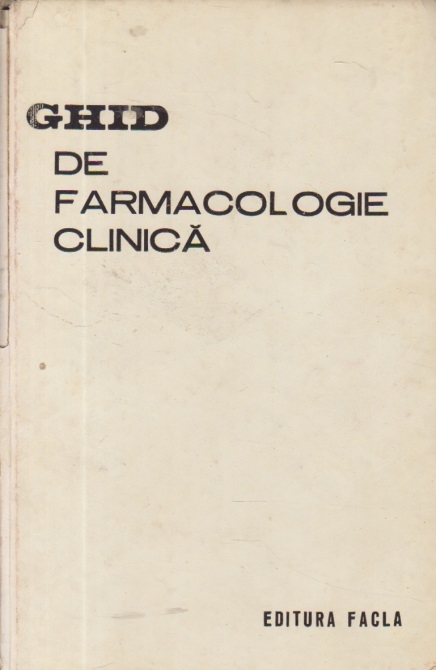 GHID
DE
FARMACOLOGIE
CLINICĂ
EDITURA FACLA